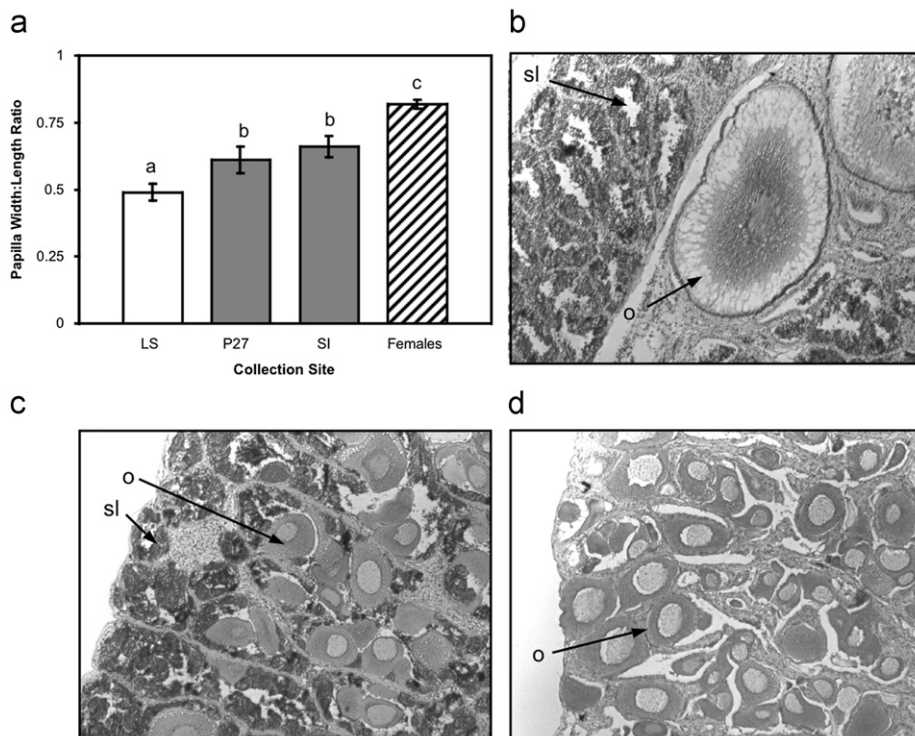 a
1
0.75
0.5
0.25
0
Papilla Width:Length Ratio
a
b
b
c
LS P27 SI Females
Collection Site
b
sl
o
c
o
sl
d
o